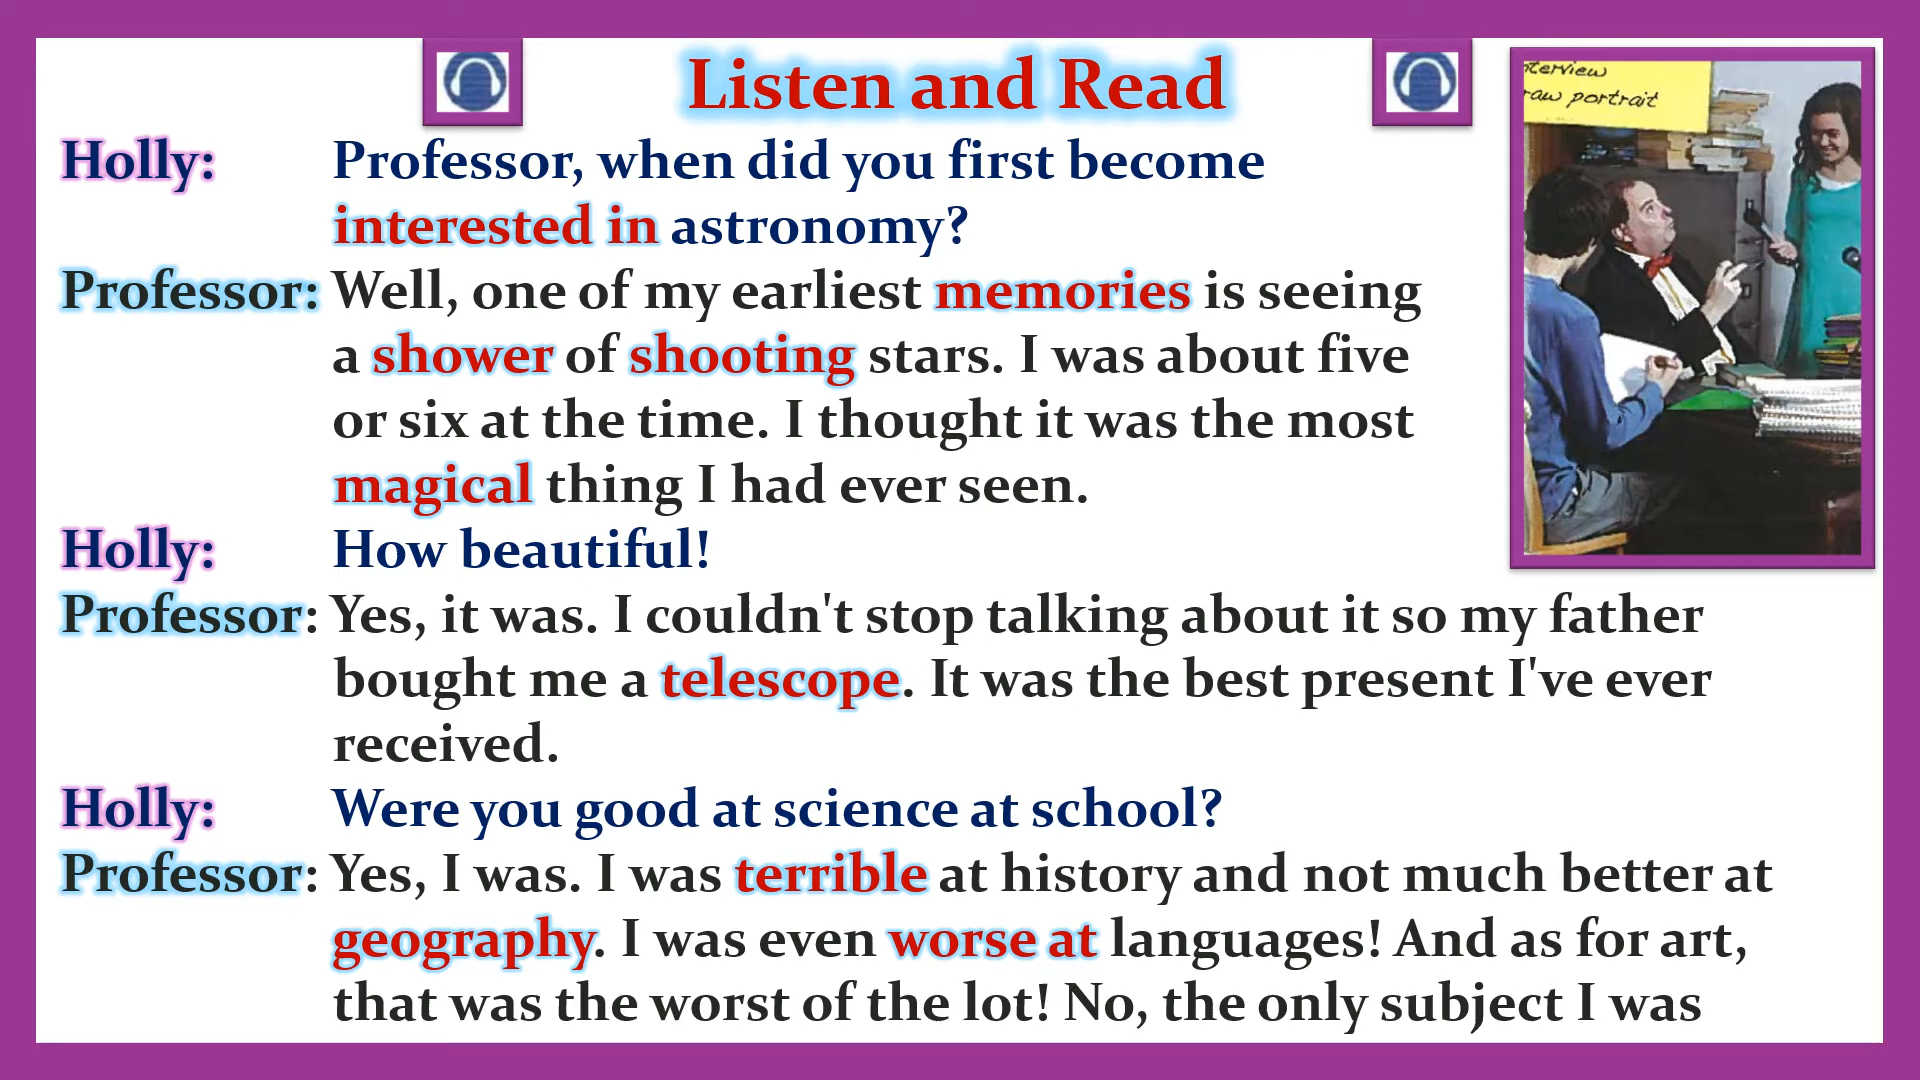 Listen and Read
nterview
raw portrait
Holly: Professor, when did you first become
interested in astronomy?
Professor: Well, one of my earliest memories is seeing
a shower of shooting stars. I was about five
or six at the time. I thought it was the most
magical thing I had ever seen.
Holly: How beautiful!
Professor: Yes, it was. I couldn't stop talking about it so my father
bought me a telescope. It was the best present I've ever
received.
Holly: Were you good at science at school?
Professor: Yes, I was. I was terrible at history and not much better at
geography. I was even worse at languages! And as for art,
that was the worst of the lot! No, the only subject I was